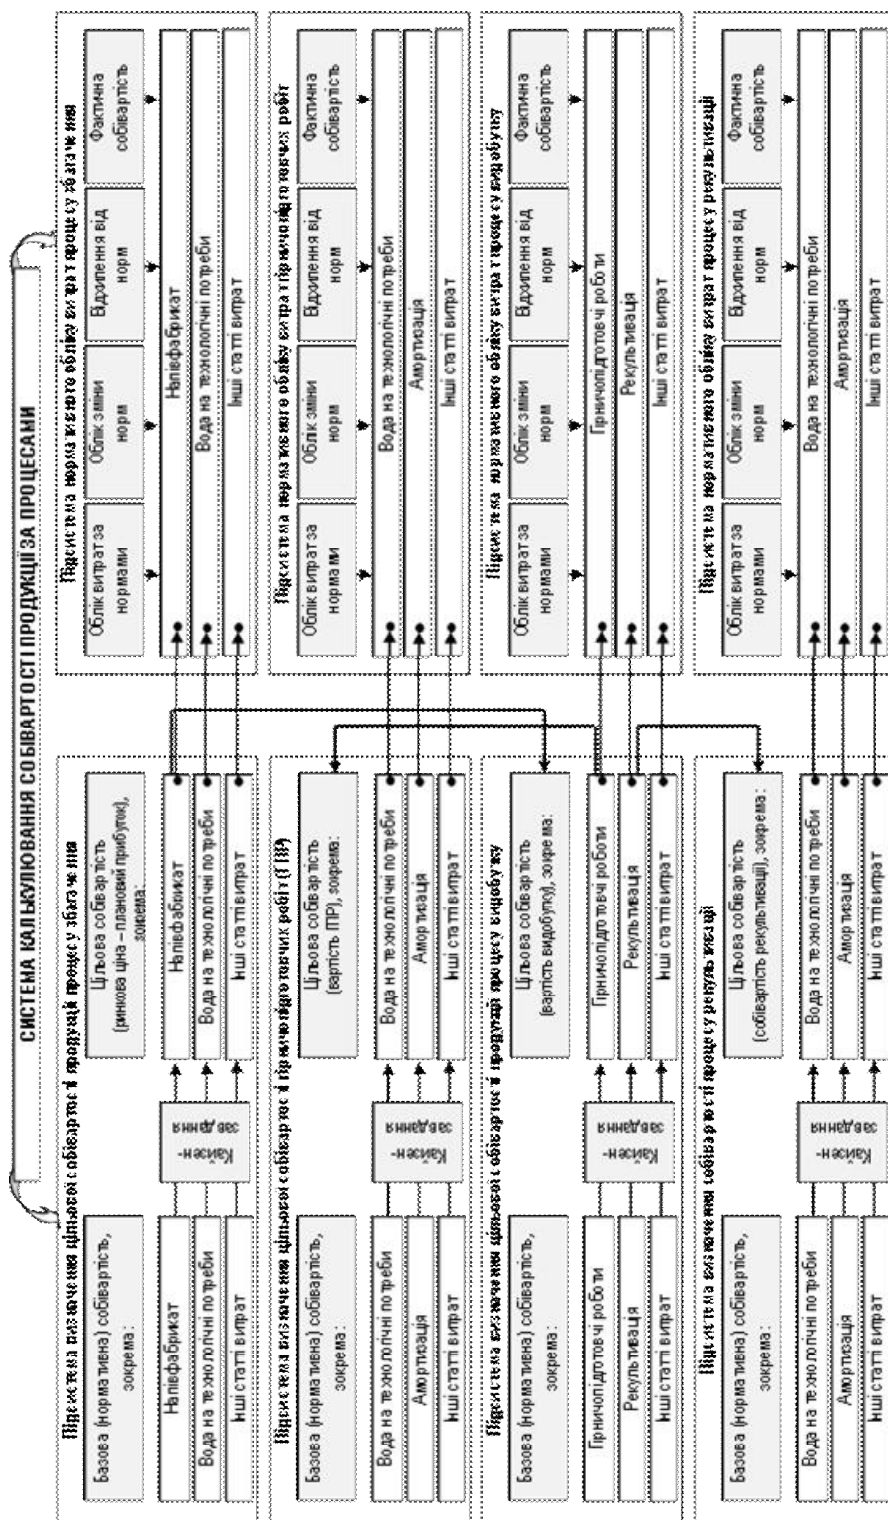 СИСТЕМА КАЛЬКУЛЮВАННЯ СОБІВАРТОСТІ ПРОДУКЦІЇ ЗА ПРОЦЕСАМИ
Підсистема визначення цільової собівартості продукції процесу збагачення
Базова (нормативна) собівартість,
зокрема:
Напівфабрикат
Вода на технологічні потреби
Інші статті витрат
Кайзен-
завдання
Цільова собівартість
(ринкова ціна – плановий прибуток),
зокрема:
Напівфабрикат
Вода на технологічні потреби
Інші статті витрат
Підсистема нормативного обліку витрат процесу збагачення
Облік витрат за
нормами
Облік зміни
норм
Відхилення від
норм
Фактична
собівартість
Напівфабрикат
Вода на технологічні потреби
Інші статті витрат
Підсистема визначення цільової собівартості гірничопідготовчих робіт (ГПР)
Базова (нормативна) собівартість,
зокрема:
Вода на технологічні потреби
Амортизація
Інші статті витрат
Кайзен-
завдання
Цільова собівартість
(вартість ГПР), зокрема:
Вода на технологічні потреби
Амортизація
Інші статті витрат
Підсистема нормативного обліку витрат гірничопідготовчих робіт
Облік витрат за
нормами
Облік зміни
норм
Відхилення від
норм
Фактична
собівартість
Вода на технологічні потреби
Амортизація
Інші статті витрат
Підсистема визначення цільової собівартості продукції процесу видобутку
Базова (нормативна) собівартість,
зокрема:
Гірничопідготовчі роботи
Рекультивація
Інші статті витрат
Кайзен-
завдання
Цільова собівартість
(вартість видобутку), зокрема:
Гірничопідготовчі роботи
Рекультивація
Інші статті витрат
Підсистема нормативного обліку витрат процесу видобутку
Облік витрат за
нормами
Облік зміни
норм
Відхилення від
норм
Фактична
собівартість
Гірничопідготовчі роботи
Рекультивація
Інші статті витрат
Підсистема визначення собівартості процесу рекультивації
Базова (нормативна) собівартість,
зокрема:
Вода на технологічні потреби
Амортизація
Інші статті витрат
Кайзен-
завдання
Цільова собівартість
(собівартість рекультивації), зокрема:
Вода на технологічні потреби
Амортизація
Інші статті витрат
Підсистема нормативного обліку витрат процесу рекультивації
Облік витрат за
нормами
Облік зміни
норм
Відхилення від
норм
Фактична
собівартість
Вода на технологічні потреби
Амортизація
Інші статті витрат